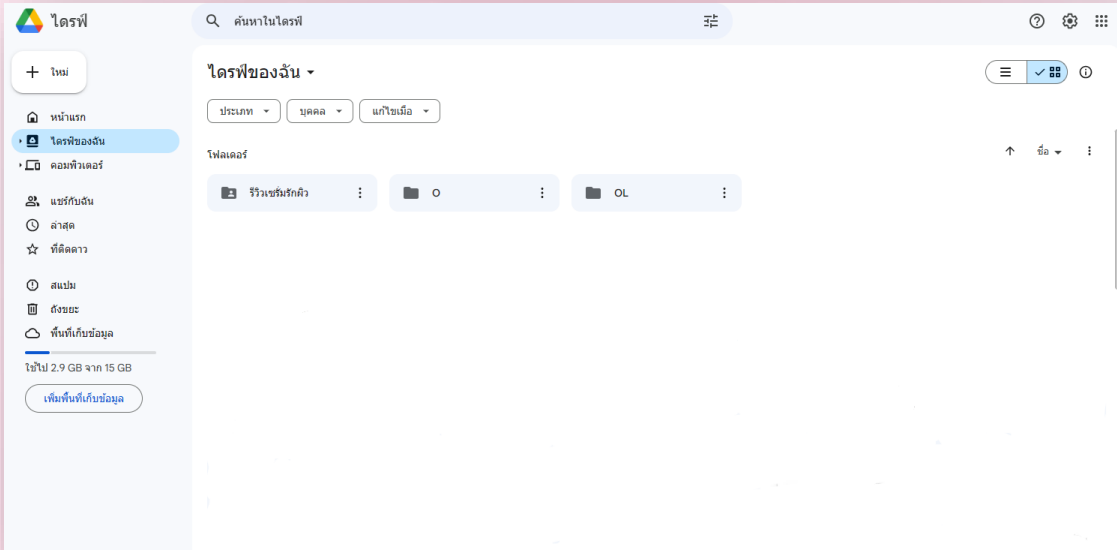 ไดรฟ์
ค้นหาในไดรฟ์
ใหม่
หน้าแรก
ไดรฟ์ของฉัน
คอมพิวเตอร์
แชร์กับฉัน
ล่าสุด
ที่ติดดาว
สแปม
ถังขยะ
พื้นที่เก็บข้อมูล
ใช้ไป 2.9 GB จาก 15 GB
เพิ่มพื้นที่เก็บข้อมูล
ไดรฟ์ของฉัน
ประเภท บุคคล แก้ไขเมื่อ
โฟลเดอร์ ชื่อ
รีวิวเซรั่มรักผิว O OL